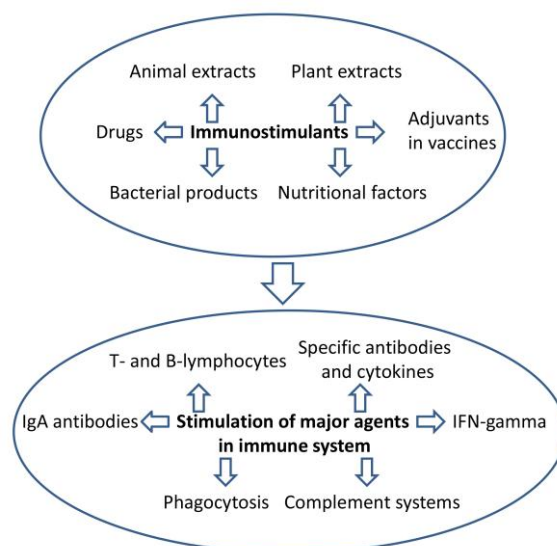 Animal extracts
Plant extracts
Drugs
Immunostimulants
Adjuvants
in vaccines
Bacterial products
Nutritional factors
T- and B-lymphocytes
Specific antibodies
and cytokines
IgA antibodies
Stimulation of major agents
in immune system
IFN-gamma
Phagocytosis
Complement systems